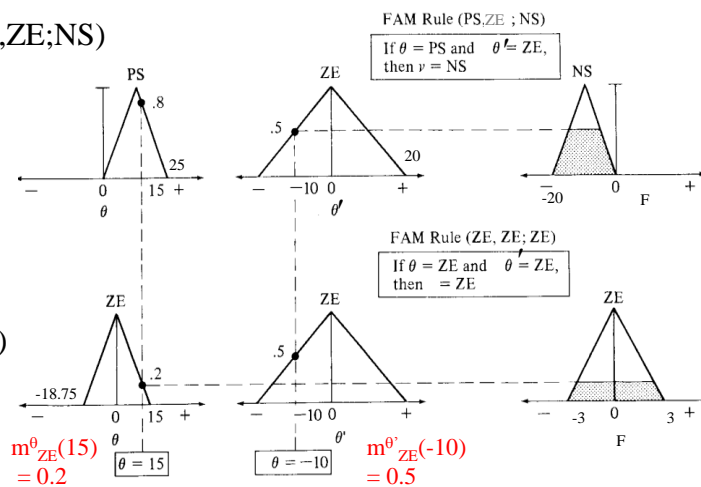 ,ZE;NS)
FAM Rule (PS,ZE ; NS)
If θ = PS and θ′= ZE,
then ν = NS
PS
ZE
NS
.8
.5
25
20
− 0 15 +
− −10 0 +
-20 0 +
θ
θ′
F
FAM Rule (ZE, ZE; ZE)
If θ = ZE and θ′ = ZE,
then = ZE
ZE
ZE
ZE
)
.2
.5
-18.75
− 0 15 +
− −10 0 +
− -3 0 3 +
θ
θ'
F
θ = 15
θ = −10
mθZE(15)
= 0.2
mθ’ZE(-10)
= 0.5